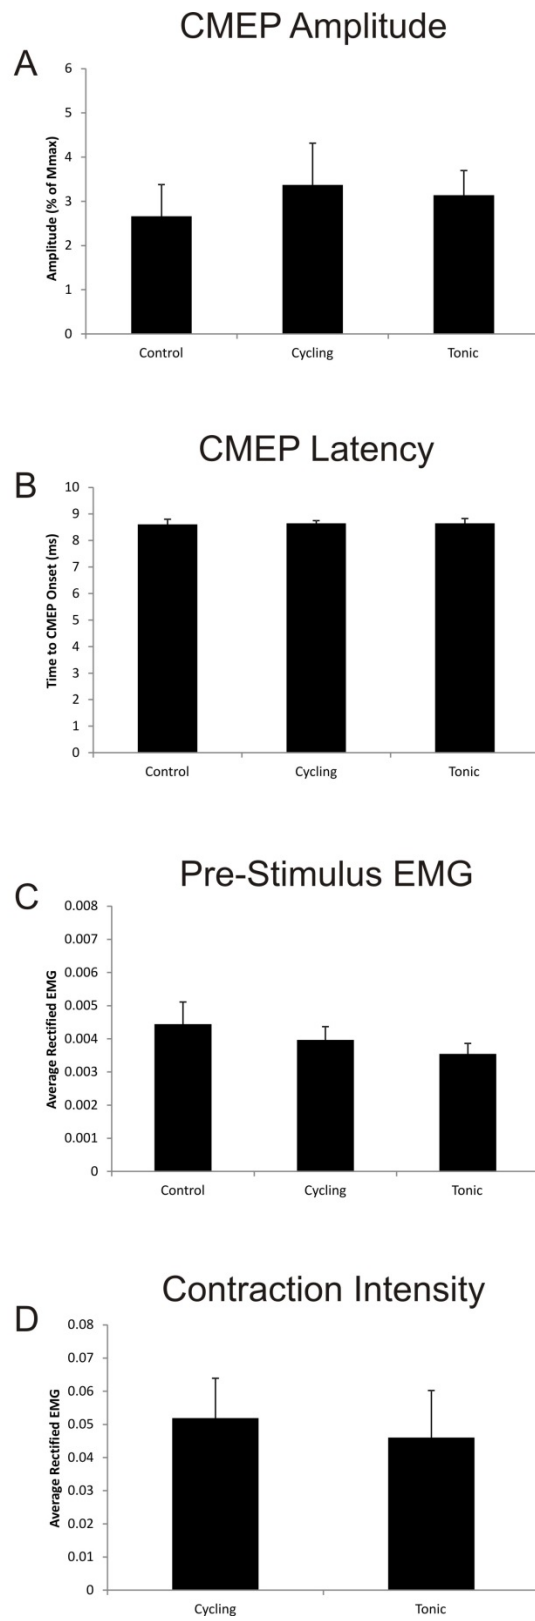 CMEP Amplitude
A
Amplitude (% of Mmax)
6
5
4
3
2
1
0
Control Cycling Tonic
CMEP Latency
B
Time to CMEP Onset (ms)
10
9
8
7
6
5
4
3
2
1
0
Control Cycling Tonic
Pre-Stimulus EMG
C
Average Rectified EMG
0.008
0.007
0.006
0.005
0.004
0.003
0.002
0.001
0
Control Cycling Tonic
Contraction Intensity
D
Average Rectified EMG
0.08
0.07
0.06
0.05
0.04
0.03
0.02
0.01
0
Cycling Tonic